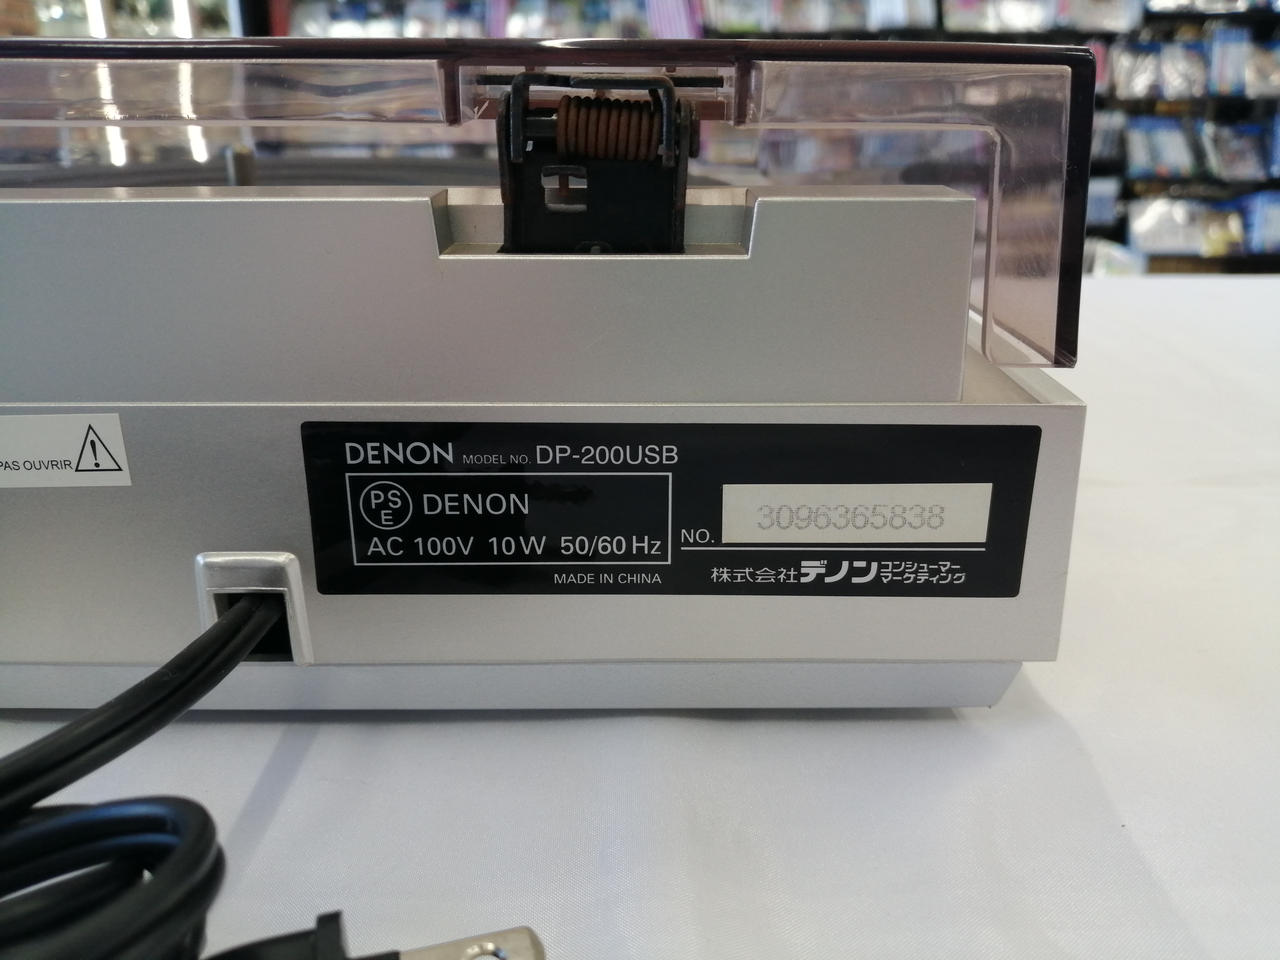 PAS OUVRIR
DENON MODEL NO. DP-200USB
PS
E
DENON
AC 100V 10W 50/60Hz
NO. 3096365838
MADE IN CHINA
株式会社デノン コンシューマー
マーケティング